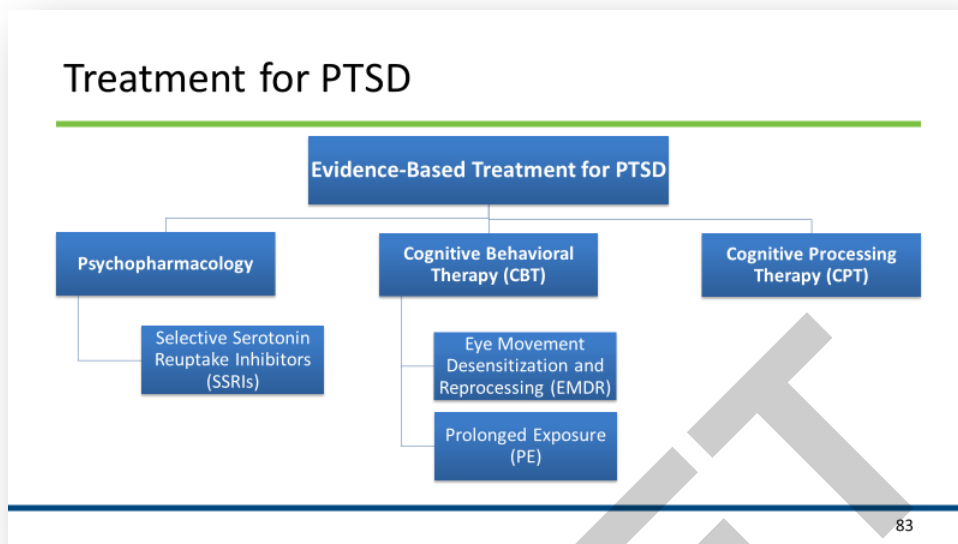 Treatment for PTSD
Evidence-Based Treatment for PTSD
Psychopharmacology
Selective Serotonin
Reuptake Inhibitors
(SSRIs)
Cognitive Behavioral
Therapy (CBT)
Eye Movement
Desensitization and
Reprocessing (EMDR)
Prolonged Exposure
(PE)
Cognitive Processing
Therapy (CPT)
83